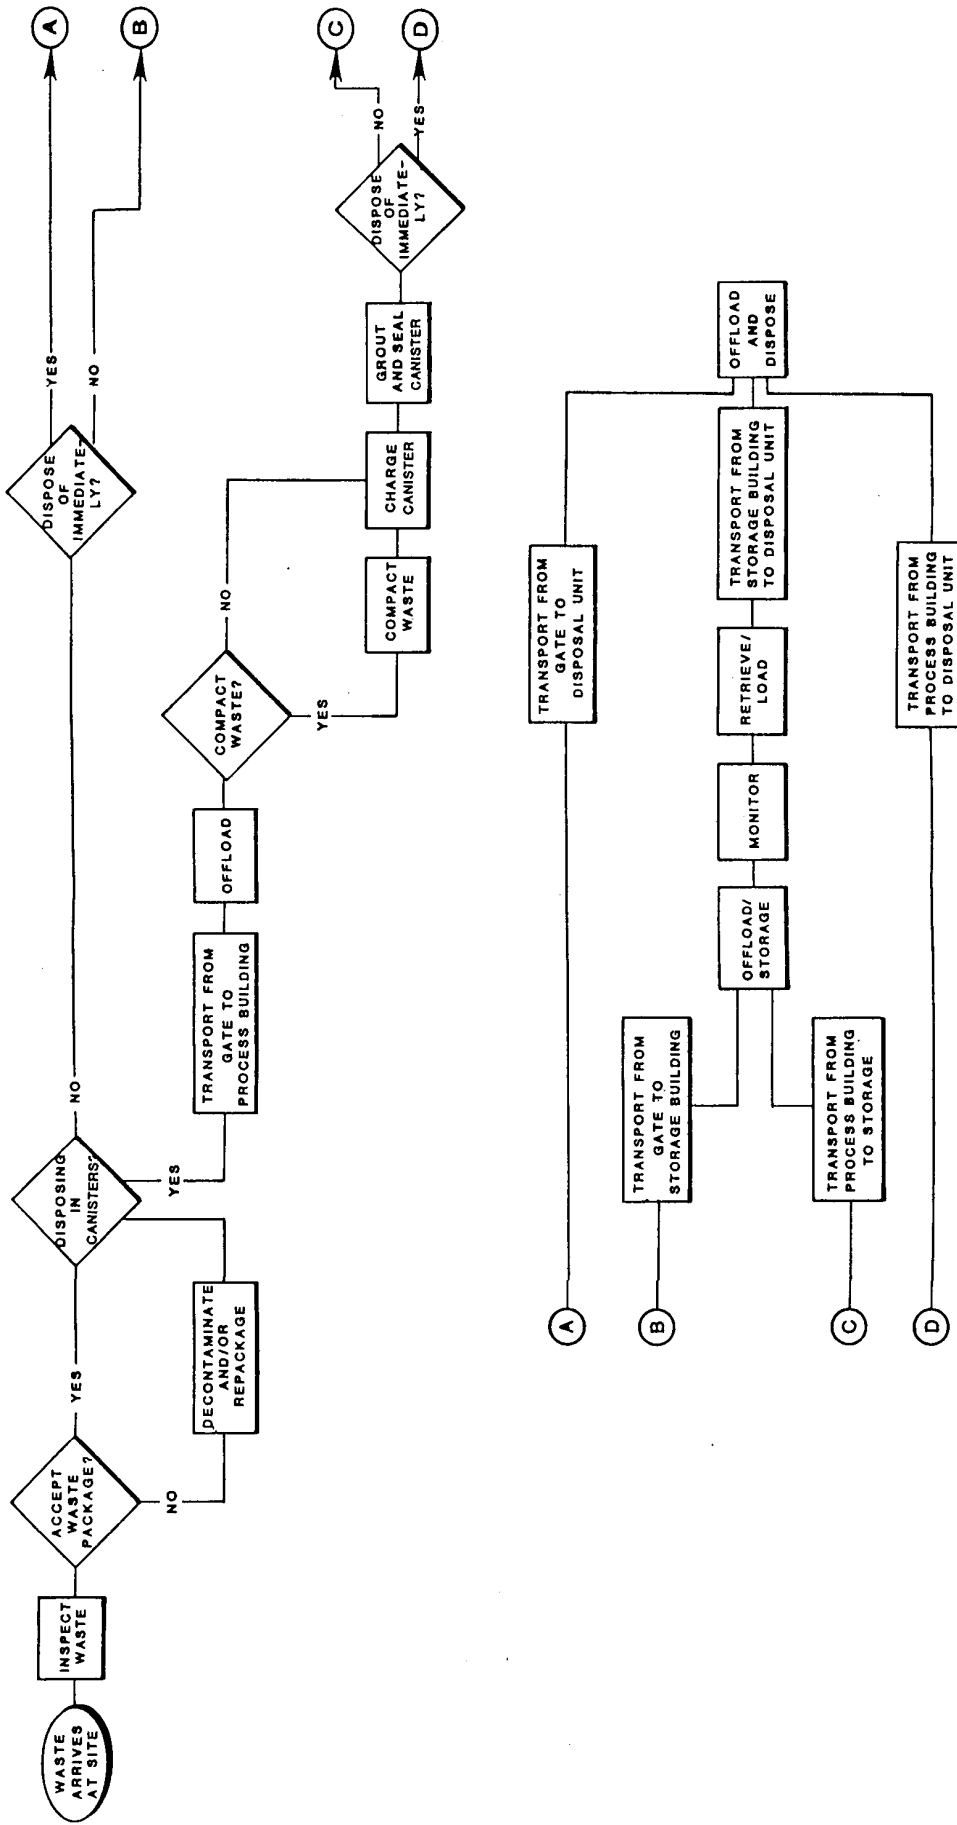 WASTE
ARRIVES
AT SITE
INSPECT
WASTE
ACCEPT
WASTE
PACKAGE?
YES
NO
DECONTAMINATE
AND/OR
REPACKAGE
DISPOSING
IN
CANISTERS?
NO
YES
DISPOSE
OF
IMMEDIATE-
LY?
YES
A
NO
B
TRANSPORT FROM
GATE TO
PROCESS BUILDING
OFFLOAD
COMPACT
WASTE?
NO
YES
COMPACT
WASTE
CHARGE
CANISTER
GROUT
AND SEAL
CANISTER
DISPOSE
OF
IMMEDIATE-
LY?
NO
C
YES
D
A
TRANSPORT FROM
GATE TO
DISPOSAL UNIT
B
TRANSPORT FROM
GATE TO
STORAGE BUILDING
OFFLOAD/
STORAGE
MONITOR
RETRIEVE/
LOAD
TRANSPORT FROM
STORAGE BUILDING
TO DISPOSAL UNIT
OFFLOAD
AND
DISPOSE
C
TRANSPORT FROM
PROCESS BUILDING
TO STORAGE
D
TRANSPORT FROM
PROCESS BUILDING
TO DISPOSAL UNIT